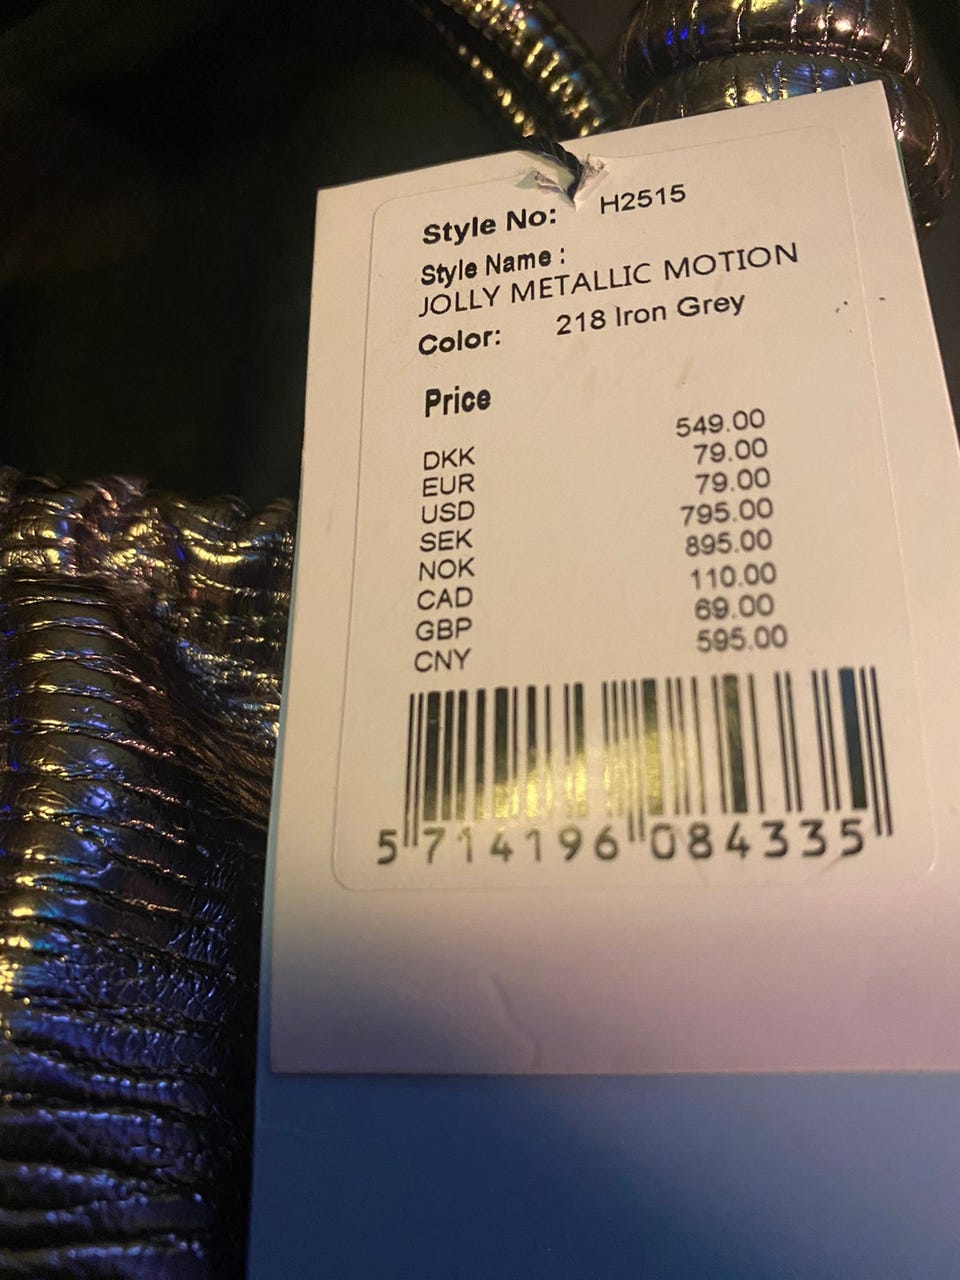 Style No: H2515
Style Name :
JOLLY METALLIC MOTION
Color: 218 Iron Grey
Price
DKK 549.00
EUR 79.00
USD 79.00
SEK 795.00
NOK 895.00
CAD 110.00
GBP 69.00
CNY 595.00
5 714196 084335